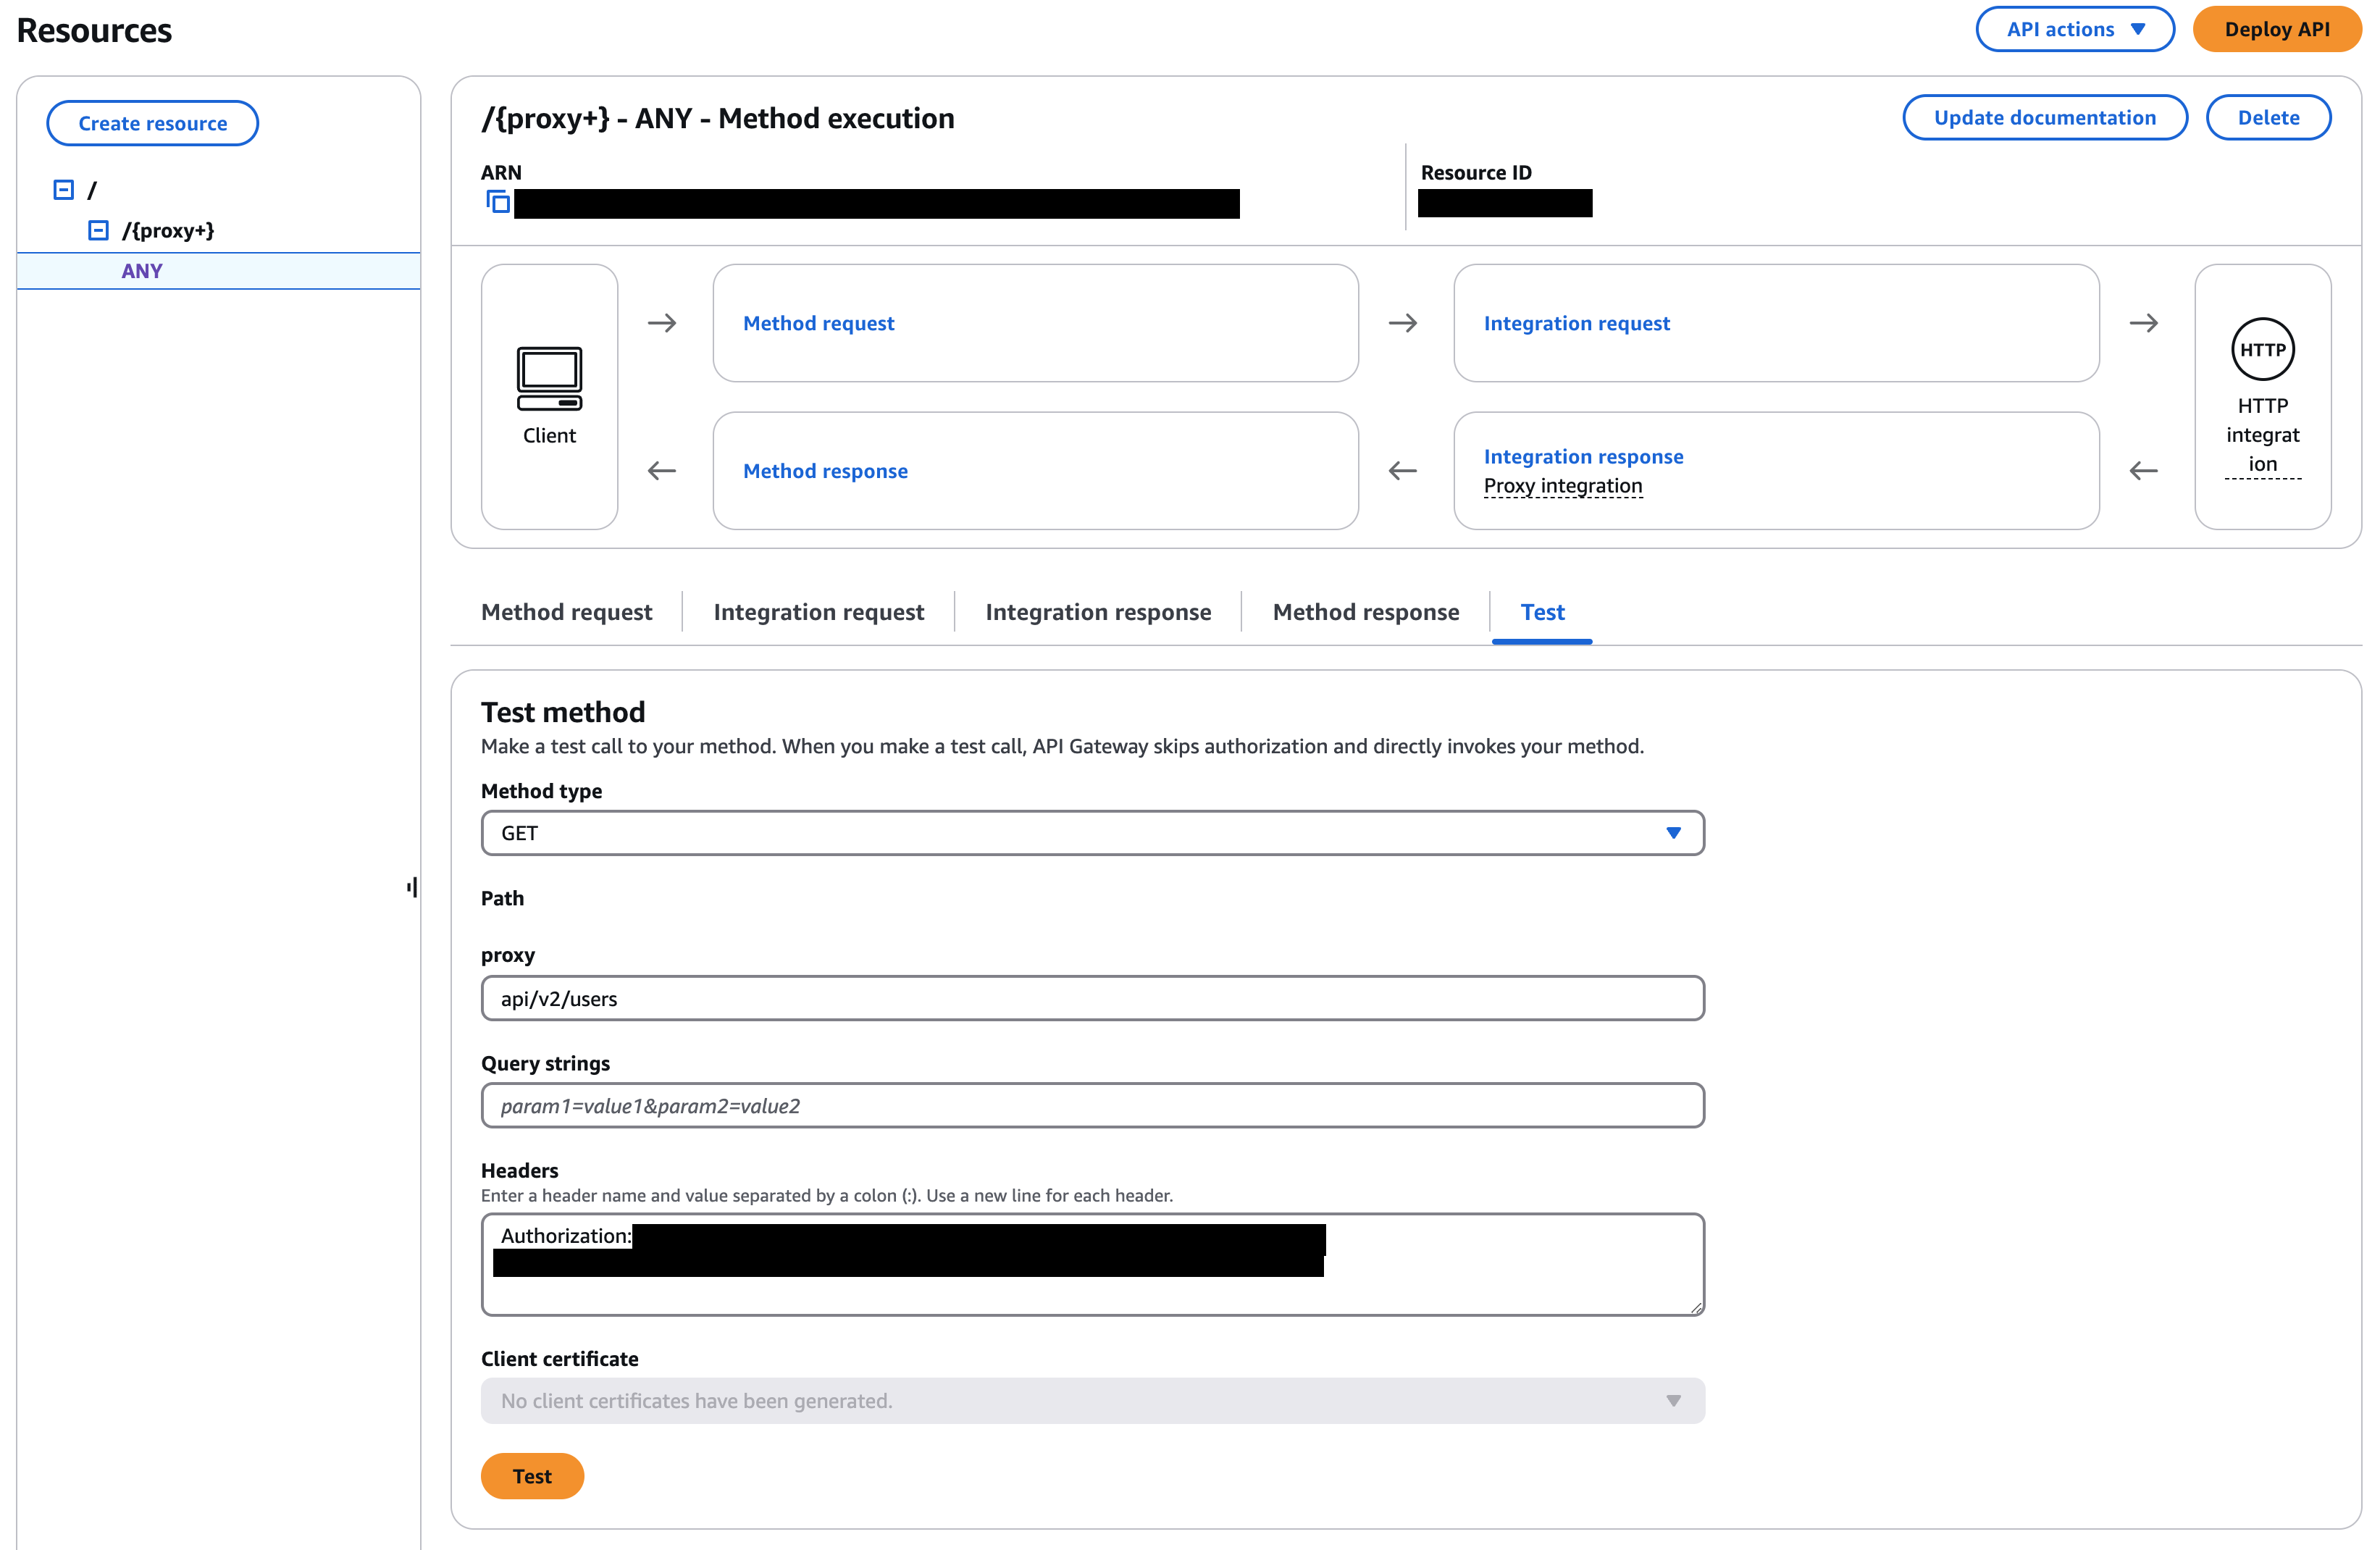 Resources
API actions
Deploy API
Create resource
/
/{proxy+}
ANY
/{proxy+} - ANY - Method execution
Update documentation
Delete
ARN
Resource ID
Client
Method request
Integration request
HTTP
HTTP
integrat
ion
Method response
Integration response
Proxy integration
Method request
Integration request
Integration response
Method response
Test
Test method
Make a test call to your method. When you make a test call, API Gateway skips authorization and directly invokes your method.
Method type
GET
Path
proxy
api/v2/users
Query strings
param1=value1&param2=value2
Headers
Enter a header name and value separated by a colon (:). Use a new line for each header.
Authorization:
Client certificate
No client certificates have been generated.
Test